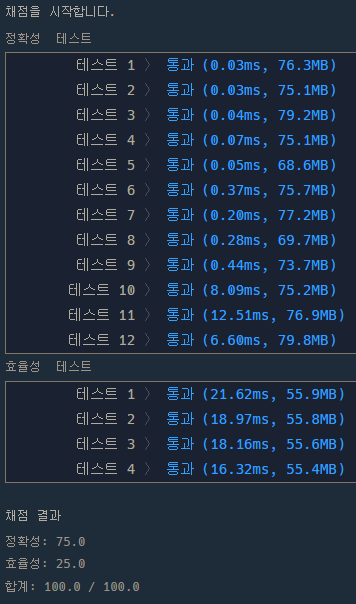 채점을 시작합니다.
정확성 테스트
테스트 1 〉 통과 (0.03ms, 76.3MB)
테스트 2 〉 통과 (0.03ms, 75.1MB)
테스트 3 〉 통과 (0.04ms, 79.2MB)
테스트 4 〉 통과 (0.07ms, 75.1MB)
테스트 5 〉 통과 (0.05ms, 68.6MB)
테스트 6 〉 통과 (0.37ms, 75.7MB)
테스트 7 〉 통과 (0.20ms, 77.2MB)
테스트 8 〉 통과 (0.28ms, 69.7MB)
테스트 9 〉 통과 (0.44ms, 73.7MB)
테스트 10 〉 통과 (8.09ms, 75.2MB)
테스트 11 〉 통과 (12.51ms, 76.9MB)
테스트 12 〉 통과 (6.60ms, 79.8MB)
효율성 테스트
테스트 1 〉 통과 (21.62ms, 55.9MB)
테스트 2 〉 통과 (18.97ms, 55.8MB)
테스트 3 〉 통과 (18.16ms, 55.6MB)
테스트 4 〉 통과 (16.32ms, 55.4MB)
채점 결과
정확성: 75.0
효율성: 25.0
합계: 100.0 / 100.0